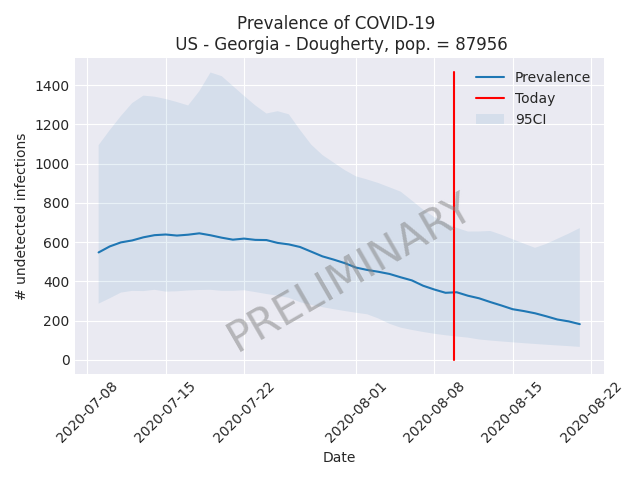 Prevalence of COVID-19
US - Georgia - Dougherty, pop. = 87956
Prevalence
Today
95CI
1400
1200
1000
800
600
400
200
0
# undetected infections
PRELIMINARY
2020-07-08
2020-07-15
2020-07-22
2020-08-01
2020-08-08
2020-08-15
2020-08-22
Date